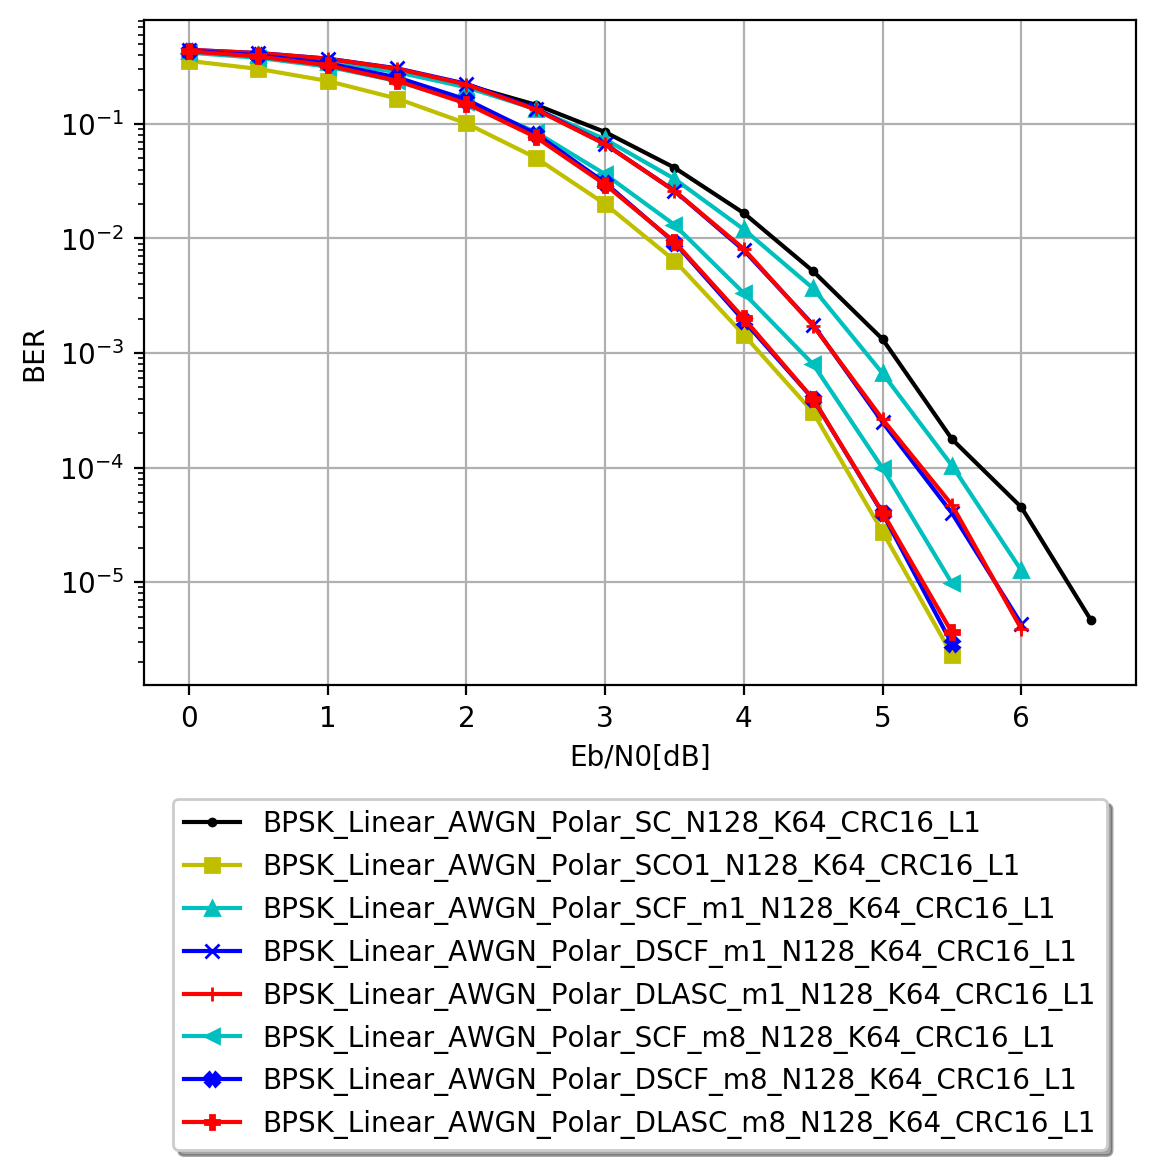 10⁻¹
10⁻²
10⁻³
10⁻⁴
10⁻⁵
BER
0 1 2 3 4 5 6
Eb/N0[dB]
BPSK_Linear_AWGN_Polar_SC_N128_K64_CRC16_L1
BPSK_Linear_AWGN_Polar_SCO1_N128_K64_CRC16_L1
BPSK_Linear_AWGN_Polar_SCF_m1_N128_K64_CRC16_L1
BPSK_Linear_AWGN_Polar_DSCF_m1_N128_K64_CRC16_L1
BPSK_Linear_AWGN_Polar_DLASC_m1_N128_K64_CRC16_L1
BPSK_Linear_AWGN_Polar_SCF_m8_N128_K64_CRC16_L1
BPSK_Linear_AWGN_Polar_DSCF_m8_N128_K64_CRC16_L1
BPSK_Linear_AWGN_Polar_DLASC_m8_N128_K64_CRC16_L1